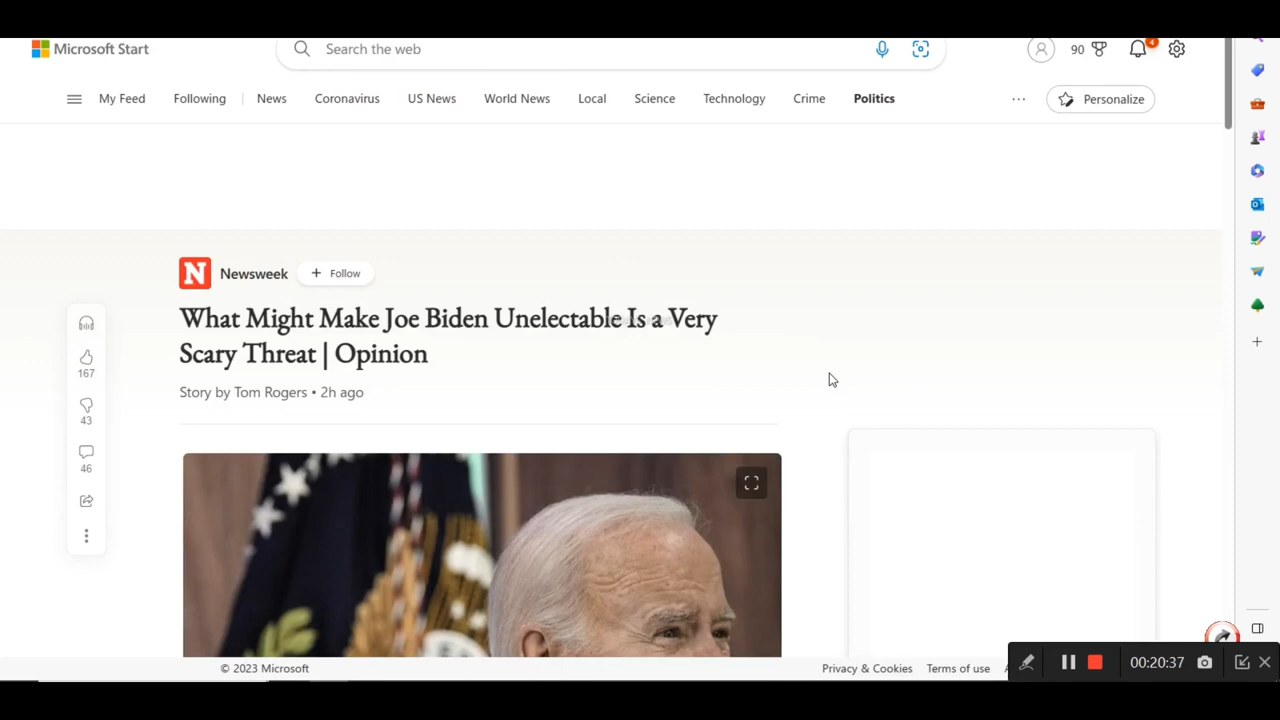 Microsoft Start
Search the web
90
4
My Feed
Following
News
Coronavirus
US News
World News
Local
Science
Technology
Crime
Politics
Personalize
N
Newsweek
+ Follow
What Might Make Joe Biden Unelectable Is a Very
Scary Threat | Opinion
Story by Tom Rogers • 2h ago
167
43
46
© 2023 Microsoft
Privacy & Cookies
Terms of use
00:20:37